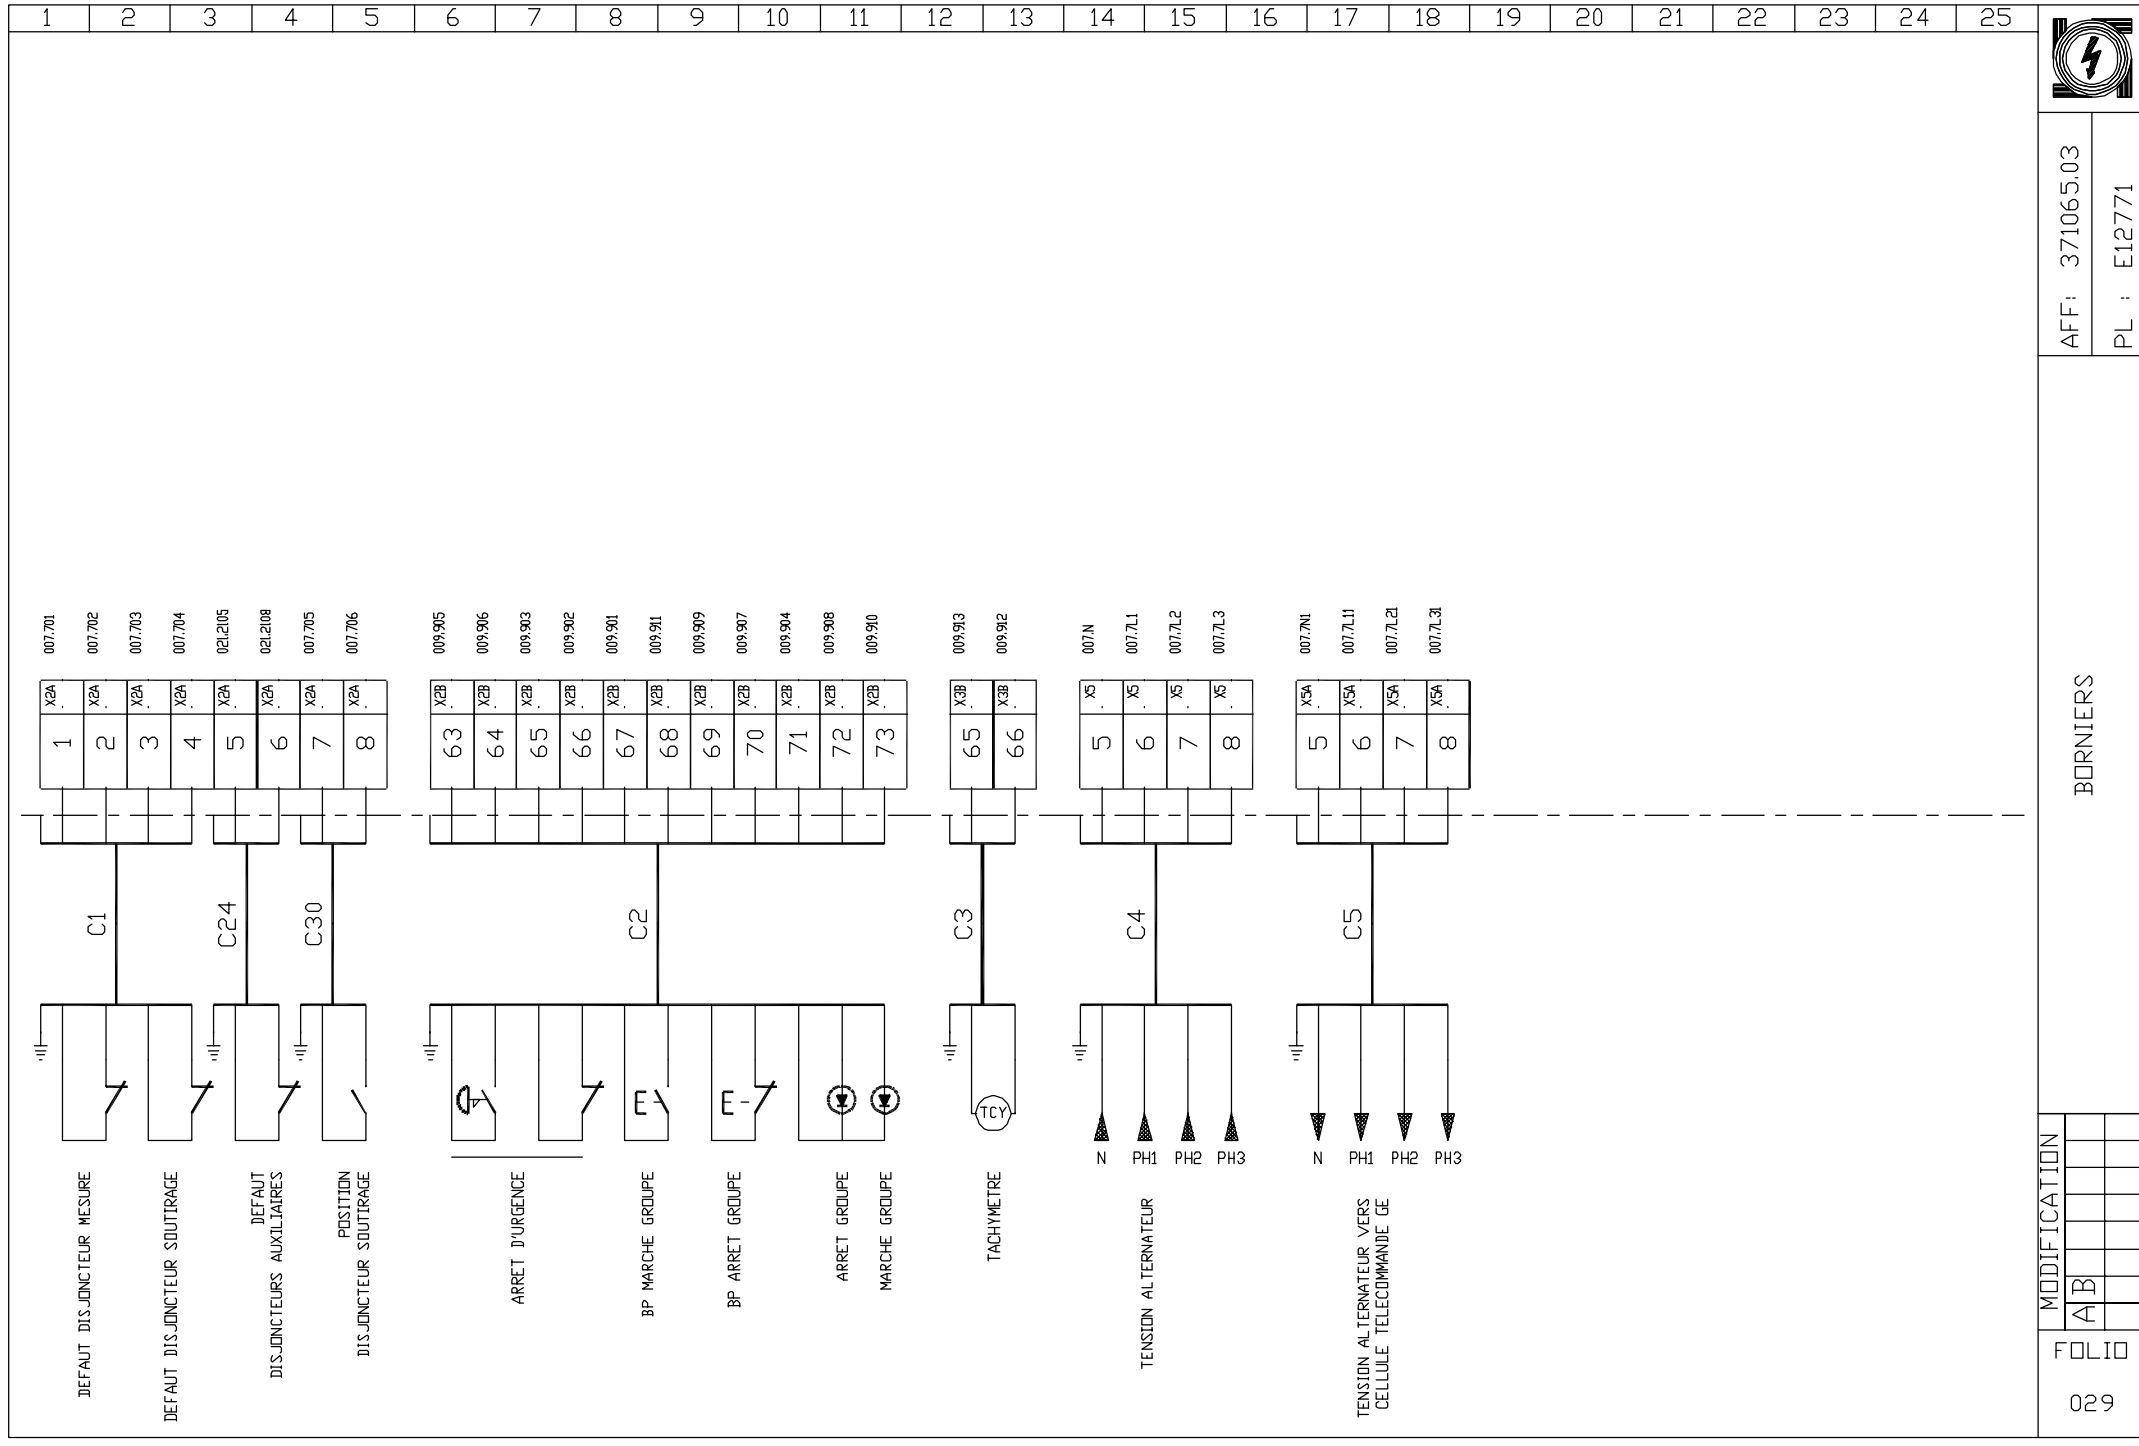 1 2 3 4 5 6 7 8 9 10 11 12 13 14 15 16 17 18 19 20 21 22 23 24 25
007.701 007.702 007.703 007.704 021.2105 021.2108 007.705 007.706 009.905 009.906 009.903 009.902 009.901 009.911 009.909 009.907 009.904 009.908 009.910 009.913 009.912 007.N 007.7L1 007.7L2 007.7L3 007.7N1 007.7L11 007.7L21 007.7L31
X2A X2A X2A X2A X2A X2A X2A X2A X2B X2B X2B X2B X2B X2B X2B X2B X2B X2B X2B X3B X3B X5 X5 X5 X5 X5A X5A X5A X5A
1 2 3 4 5 6 7 8 63 64 65 66 67 68 69 70 71 72 73 65 66 5 6 7 8 5 6 7 8
C1 C24 C30 C2 C3 C4 C5
E E TCY
N PH1 PH2 PH3 N PH1 PH2 PH3
DEFAUT DISJONCTEUR MESURE
DEFAUT DISJONCTEUR SOUTIRAGE
DEFAUT
DISJONCTEURS AUXILIAIRES
POSITION
DISJONCTEUR SOUTIRAGE
ARRET D'URGENCE
BP MARCHE GROUPE
BP ARRET GROUPE
ARRET GROUPE
MARCHE GROUPE
TACHYMETRE
TENSION ALTERNATEUR
TENSION ALTERNATEUR VERS
CELLULE TELECOMMANDE GE
AFF: 371065.03
PL : E12771
BORNIERS
MODIFICATION
A B
FOLIO
029